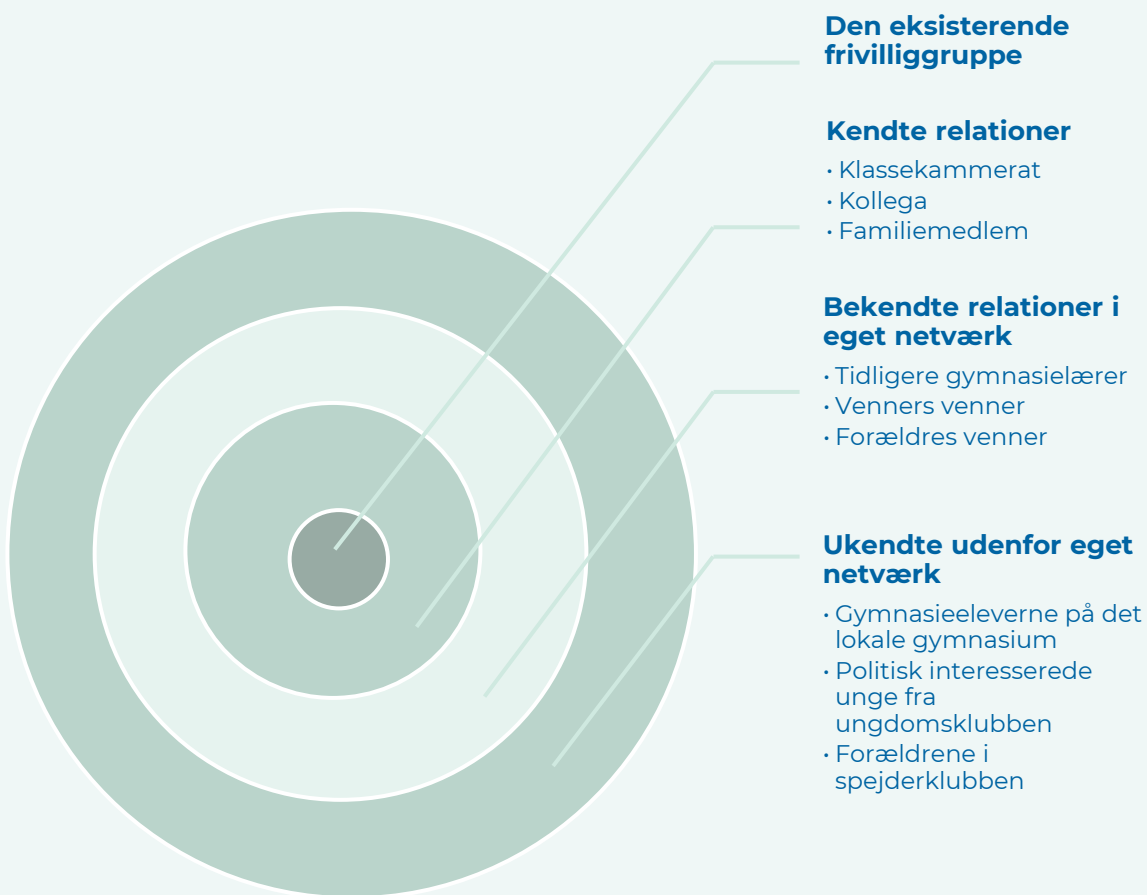 Den eksisterende
frivilliggruppe
Kendte relationer
· Klassekammerat
· Kollega
· Familiemedlem
Bekendte relationer i
eget netværk
· Tidligere gymnasielærer
· Venners venner
· Forældres venner
Ukendte udenfor eget
netværk
· Gymnasieeleverne på det
lokale gymnasium
· Politisk interesserede
unge fra
ungdomsklubben
· Forældrene i
spejderklubben